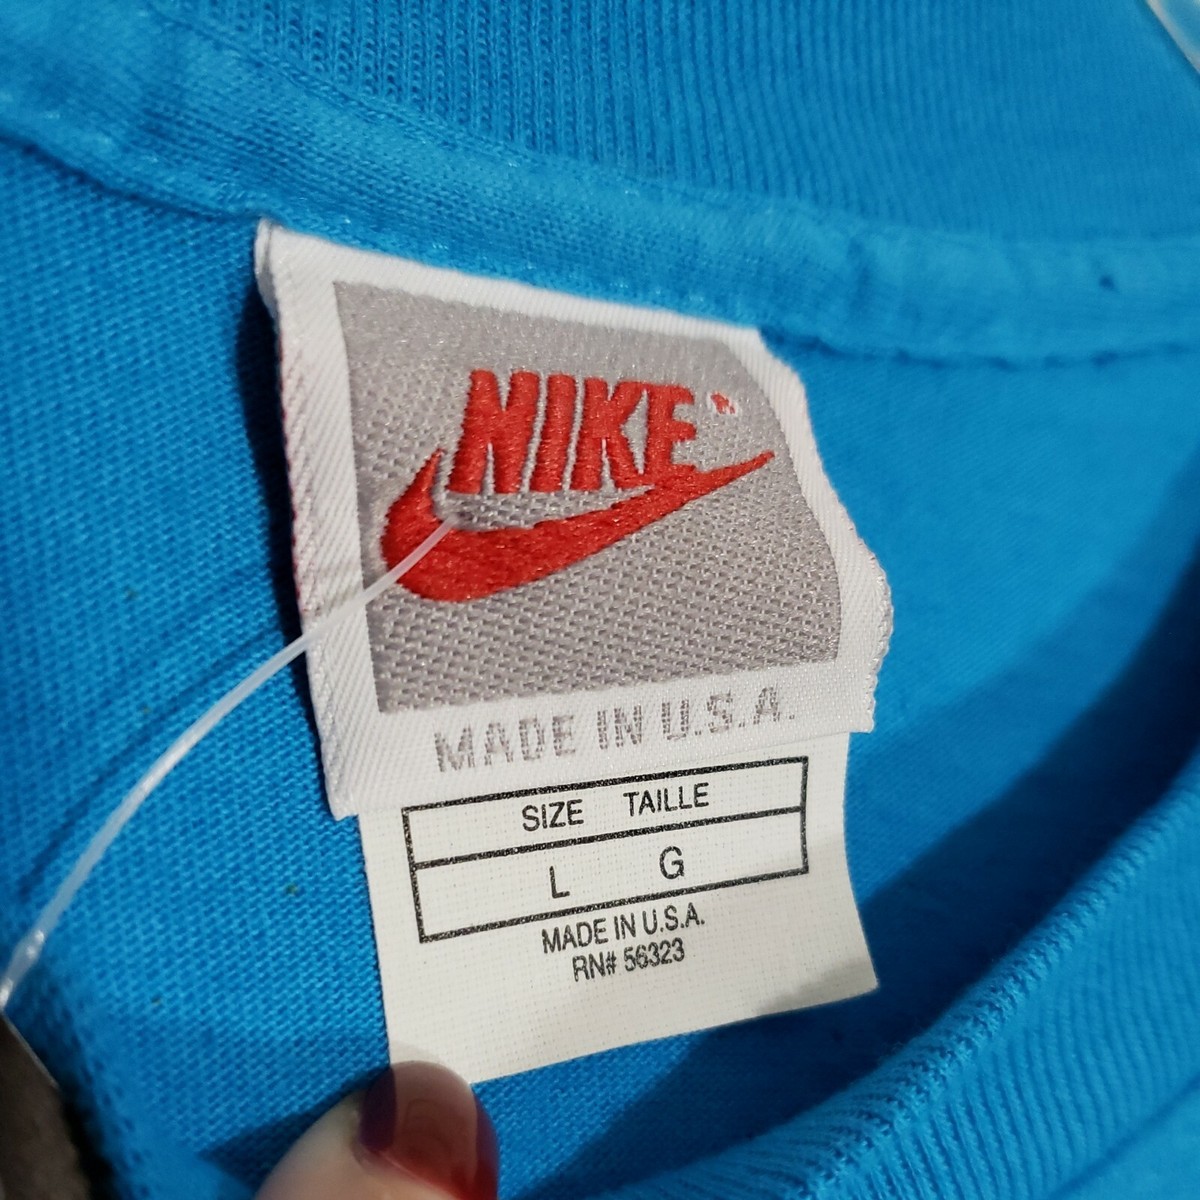 NIKE
MADE IN U.S.A.
SIZE TAILLE
L G
MADE IN U.S.A.
RN# 56323